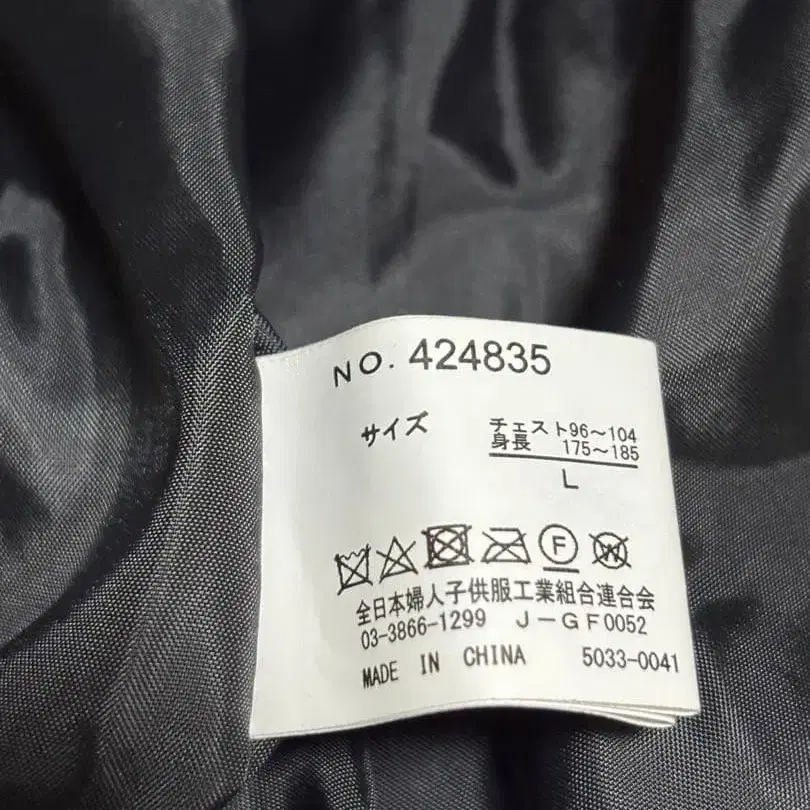 NO. 424835
サイズ
チェスト96～104
身長 175～185
L
F W
全日本婦人子供服工業組合連合会
03-3866-1299 J-GF0052
MADE IN CHINA 5033-0041